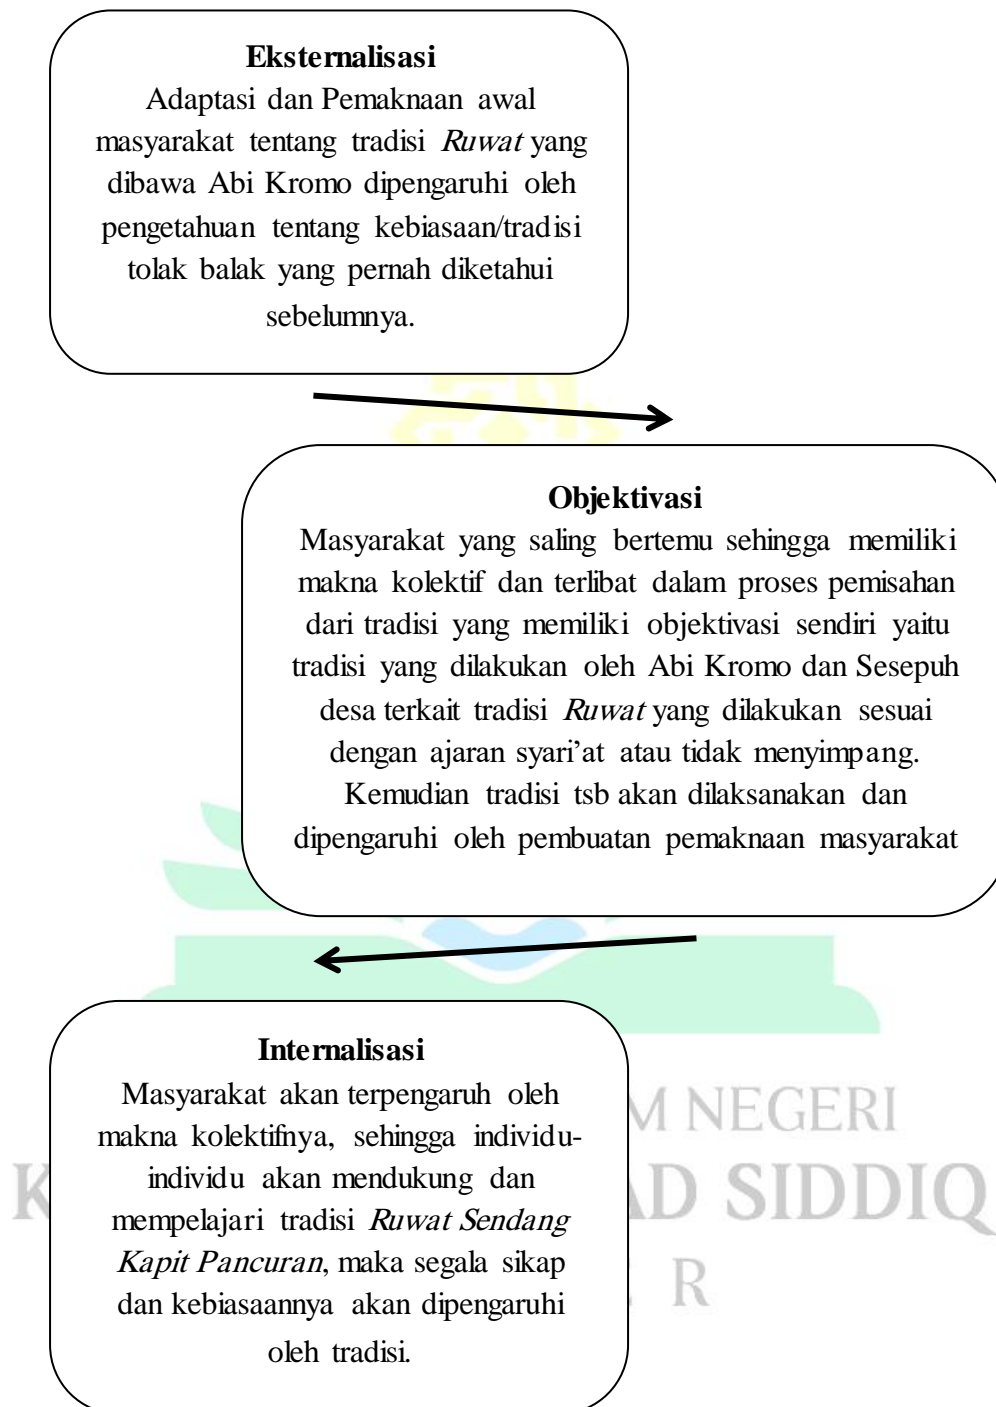 Eksternalisasi
Adaptasi dan Pemaknaan awal
masyarakat tentang tradisi Ruwat yang
dibawa Abi Kromo dipengaruhi oleh
pengetahuan tentang kebiasaan/tradisi
tolak balak yang pernah diketahui
sebelumnya.
Objektivasi
Masyarakat yang saling bertemu sehingga memiliki
makna kolektif dan terlibat dalam proses pemisahan
dari tradisi yang memiliki objektivasi sendiri yaitu
tradisi yang dilakukan oleh Abi Kromo dan Sesepuh
desa terkait tradisi Ruwat yang dilakukan sesuai
dengan ajaran syari’at atau tidak menyimpang.
Kemudian tradisi tsb akan dilaksanakan dan
dipengaruhi oleh pembuatan pemaknaan masyarakat
Internalisasi
Masyarakat akan terpengaruh oleh
makna kolektifnya, sehingga individu-
individu akan mendukung dan
mempelajari tradisi Ruwat Sendang
Kapit Pancuran, maka segala sikap
dan kebiasaannya akan dipengaruhi
oleh tradisi.
M NEGERI
K AD SIDDIQ
R